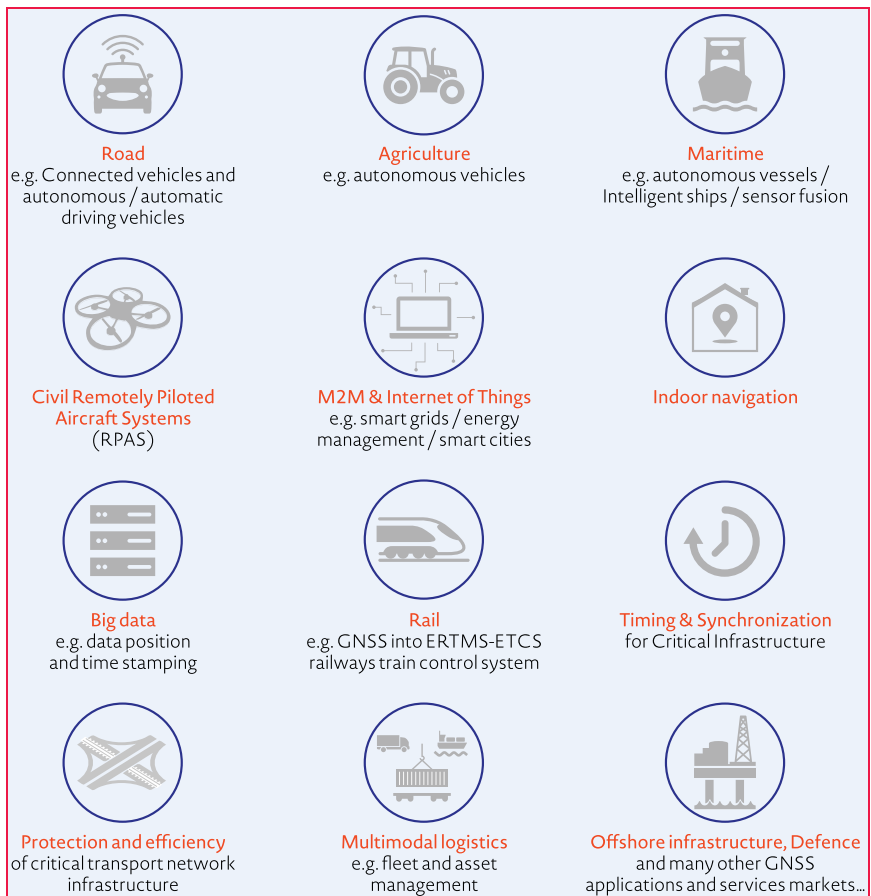 Road
e.g. Connected vehicles and
autonomous / automatic
driving vehicles
Agriculture
e.g. autonomous vehicles
Maritime
e.g. autonomous vessels /
Intelligent ships / sensor fusion
Civil Remotely Piloted
Aircraft Systems
(RPAS)
M2M & Internet of Things
e.g. smart grids / energy
management / smart cities
Indoor navigation
Big data
e.g. data position
and time stamping
Rail
e.g. GNSS into ERTMS-ETCS
railways train control system
Timing & Synchronization
for Critical Infrastructure
Protection and efficiency
of critical transport network
infrastructure
Multimodal logistics
e.g. fleet and asset
management
Offshore infrastructure, Defence
and many other GNSS
applications and services markets...